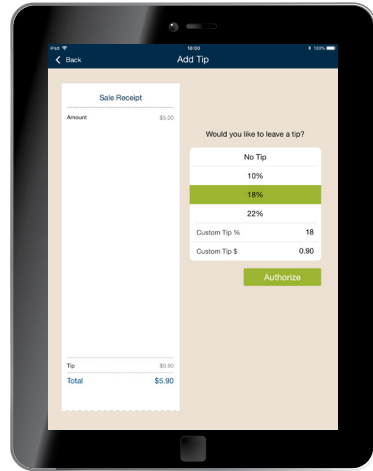 iPad 18:00 100%
Back Add Tip
Sale Receipt
Amount $5.00
Would you like to leave a tip?
No Tip
10%
18%
22%
Custom Tip % 18
Custom Tip $ 0.90
Authorize
Tip $0.90
Total $5.90